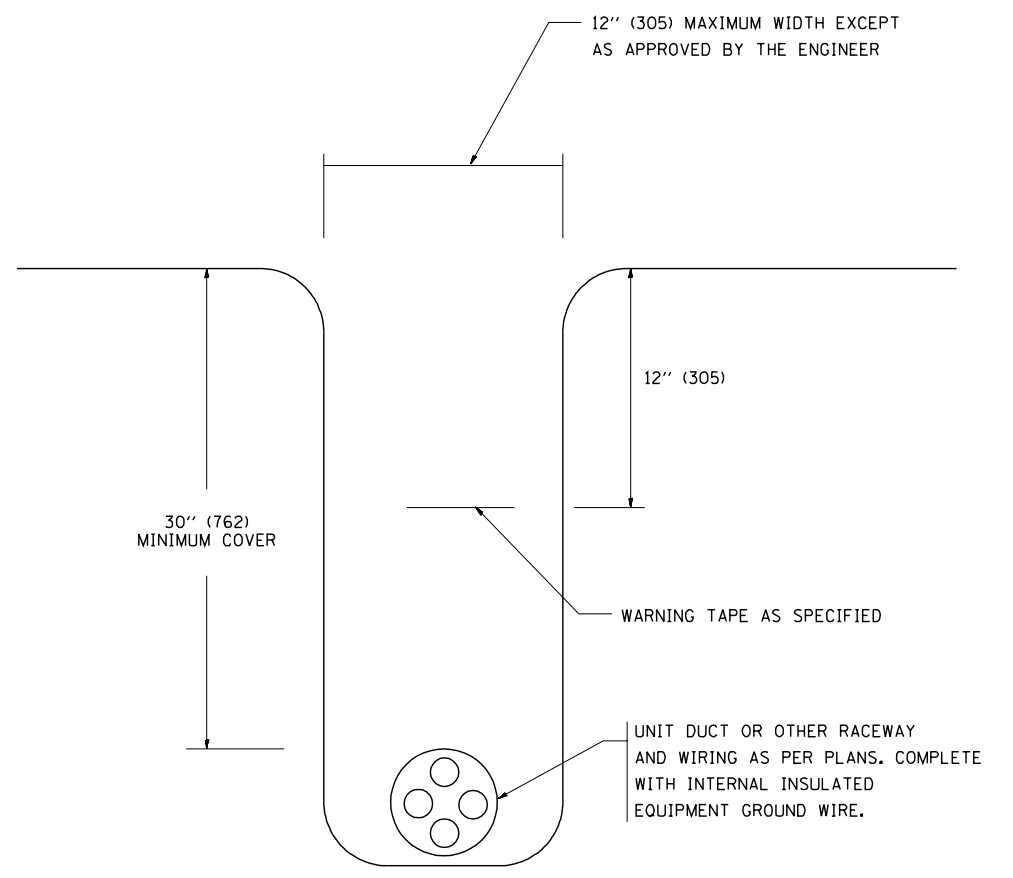 12'' (305) MAXIMUM WIDTH EXCEPT
AS APPROVED BY THE ENGINEER
12'' (305)
30'' (762)
MINIMUM COVER
WARNING TAPE AS SPECIFIED
UNIT DUCT OR OTHER RACEWAY
AND WIRING AS PER PLANS. COMPLETE
WITH INTERNAL INSULATED
EQUIPMENT GROUND WIRE.